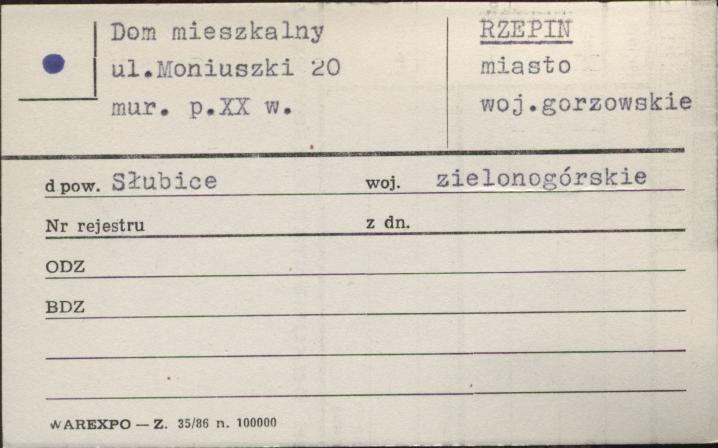 Dom mieszkalny
ul.Moniuszki 20
mur. p.XX w.
RZEPIN
miasto
woj.gorzowskie
d pow. Słubice woj. zielonogórskie
Nr rejestru z dn.
ODZ
BDZ
WAREXPO — Z. 35/86 n. 100000